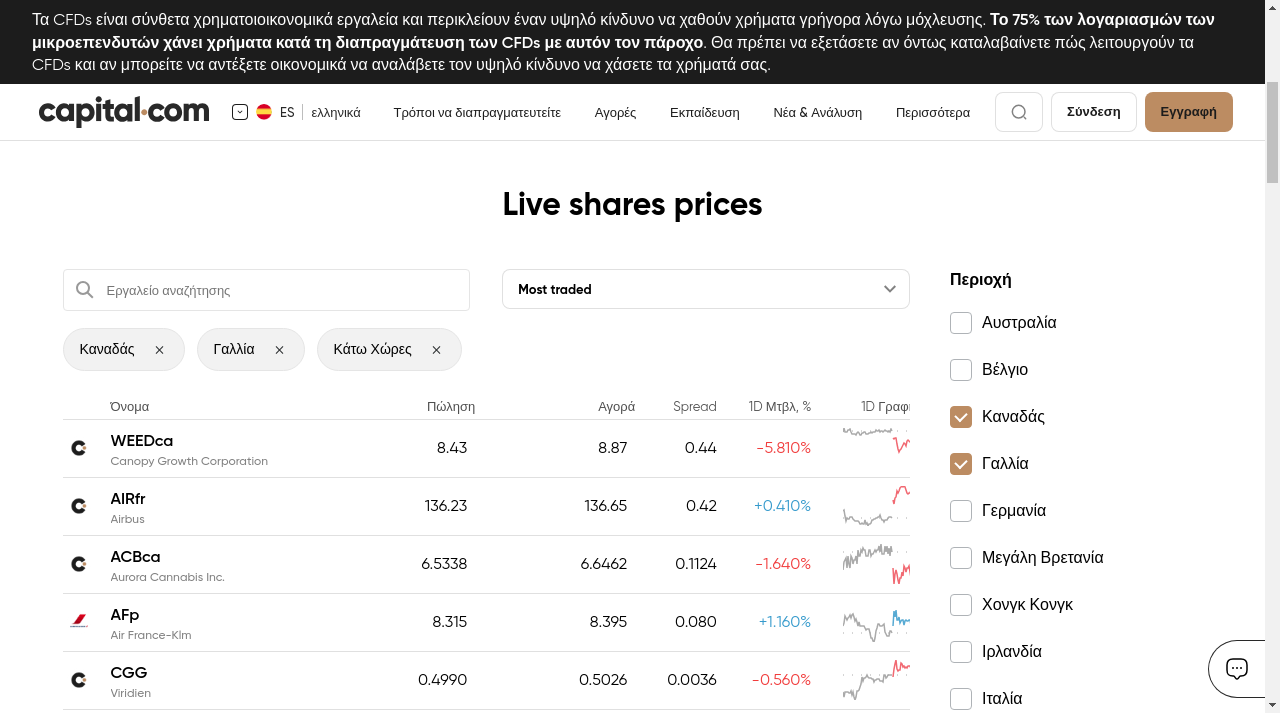 Τα CFDs είναι σύνθετα χρηματοοικονομικά εργαλεία και περικλείουν έναν υψηλό κίνδυνο να χαθούν χρήματα γρήγορα λόγω μόχλευσης. Το 75% των λογαριασμών των
μικροεπενδυτών χάνει χρήματα κατά τη διαπραγμάτευση των CFDs με αυτόν τον πάροχο. Θα πρέπει να εξετάσετε αν όντως καταλαβαίνετε πώς λειτουργούν τα
CFDs και αν μπορείτε να αντέξετε οικονομικά να αναλάβετε τον υψηλό κίνδυνο να χάσετε τα χρήματά σας.
capital.com ES ελληνικά Τρόποι να διαπραγματευτείτε Αγορές Εκπαίδευση Νέα & Ανάλυση Περισσότερα Σύνδεση Εγγραφή
Live shares prices
Εργαλείο αναζήτησης Most traded
Καναδάς Γαλλία Κάτω Χώρες
Όνομα Πώληση Αγορά Spread 1D Μτβλ, % 1D Γραφ
WEEDca 8.43 8.87 0.44 -5.810%
Canopy Growth Corporation
AIRfr 136.23 136.65 0.42 +0.410%
Airbus
ACBca 6.5338 6.6462 0.1124 -1.640%
Aurora Cannabis Inc.
AFp 8.315 8.395 0.080 +1.160%
Air France-Klm
CGG 0.4990 0.5026 0.0036 -0.560%
Viridien
Περιοχή
Αυστραλία
Βέλγιο
Καναδάς
Γαλλία
Γερμανία
Μεγάλη Βρετανία
Χονγκ Κονγκ
Ιρλανδία
Ιταλία